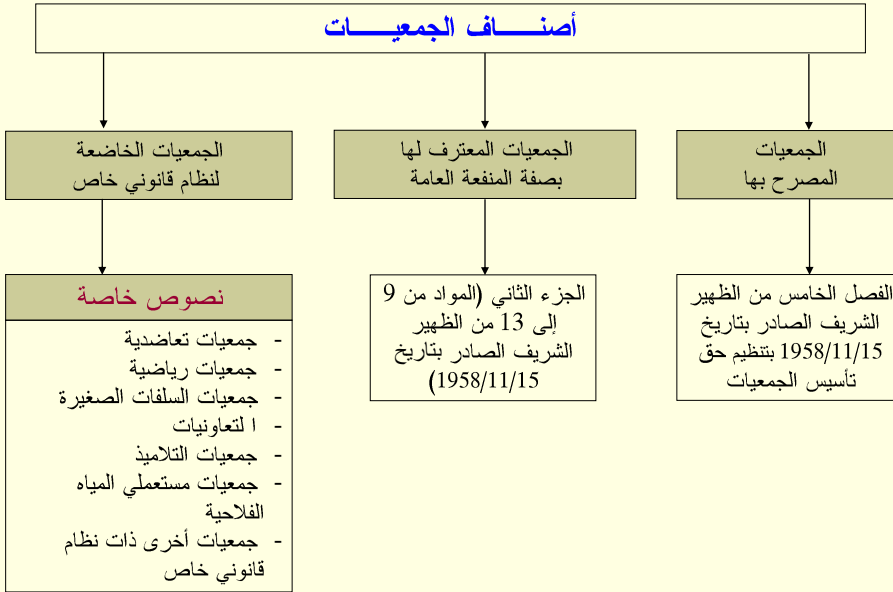 أصنـــــاف الجمعيـــــات
الجمعيات
المصرح بها
الجمعيات المعترف لها
بصفة المنفعة العامة
الجمعيات الخاضعة
لنظام قانوني خاص
الفصل الخامس من الظهير
الشريف الصادر بتاريخ
1958/11/15 بتنظيم حق
تأسيس الجمعيات
الجزء الثاني (المواد من 9
إلى 13 من الظهير
الشريف الصادر بتاريخ
1958/11/15)
نصوص خاصة
- جمعيات تعاضدية
- جمعيات رياضية
- جمعيات السلفات الصغيرة
- ا لتعاونيات
- جمعيات التلاميذ
- جمعيات مستعملي المياه
الفلاحية
- جمعيات أخرى ذات نظام
قانوني خاص